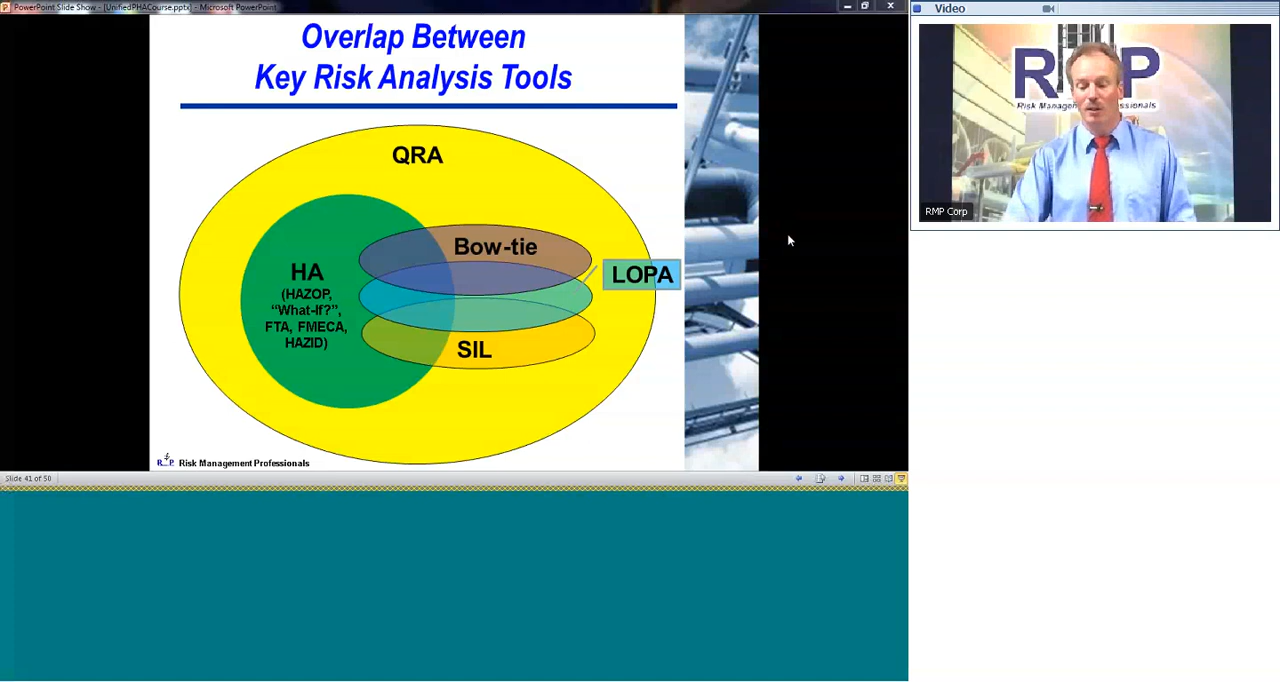 PowerPoint Slide Show - [UnifiedPHACourse.pptx] - Microsoft PowerPoint
Overlap Between
Key Risk Analysis Tools
QRA
Bow-tie
HA
(HAZOP,
“What-If?”,
FTA, FMECA,
HAZID)
LOPA
SIL
Risk Management Professionals
Slide 41 of 50
Video
RMP
Risk Management Professionals
RMP Corp